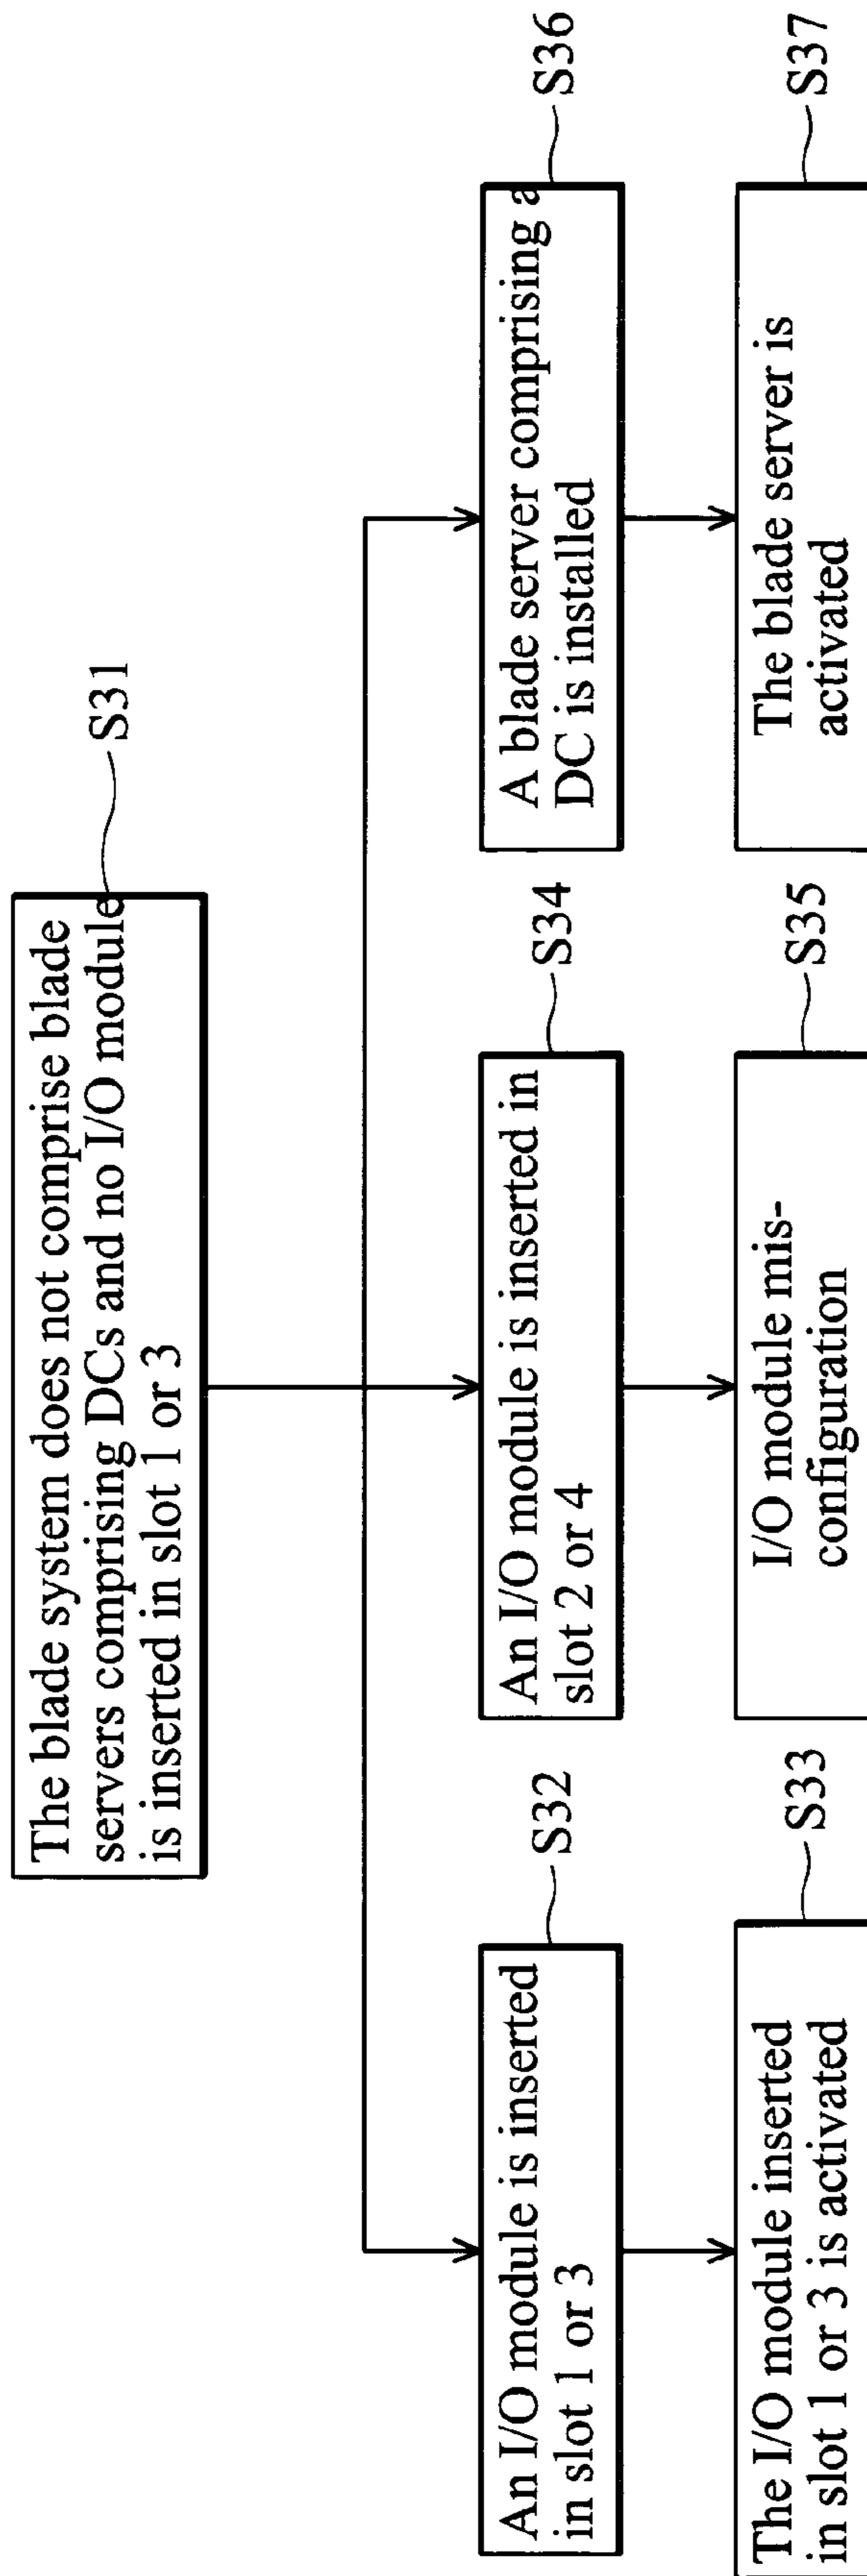 The blade system does not comprise blade
servers comprising DCs and no I/O module
is inserted in slot 1 or 3
S31
An I/O module is inserted
in slot 1 or 3
S32
The I/O module inserted
in slot 1 or 3 is activated
S33
An I/O module is inserted in
slot 2 or 4
S34
I/O module mis-
configuration
S35
A blade server comprising a
DC is installed
S36
The blade server is
activated
S37